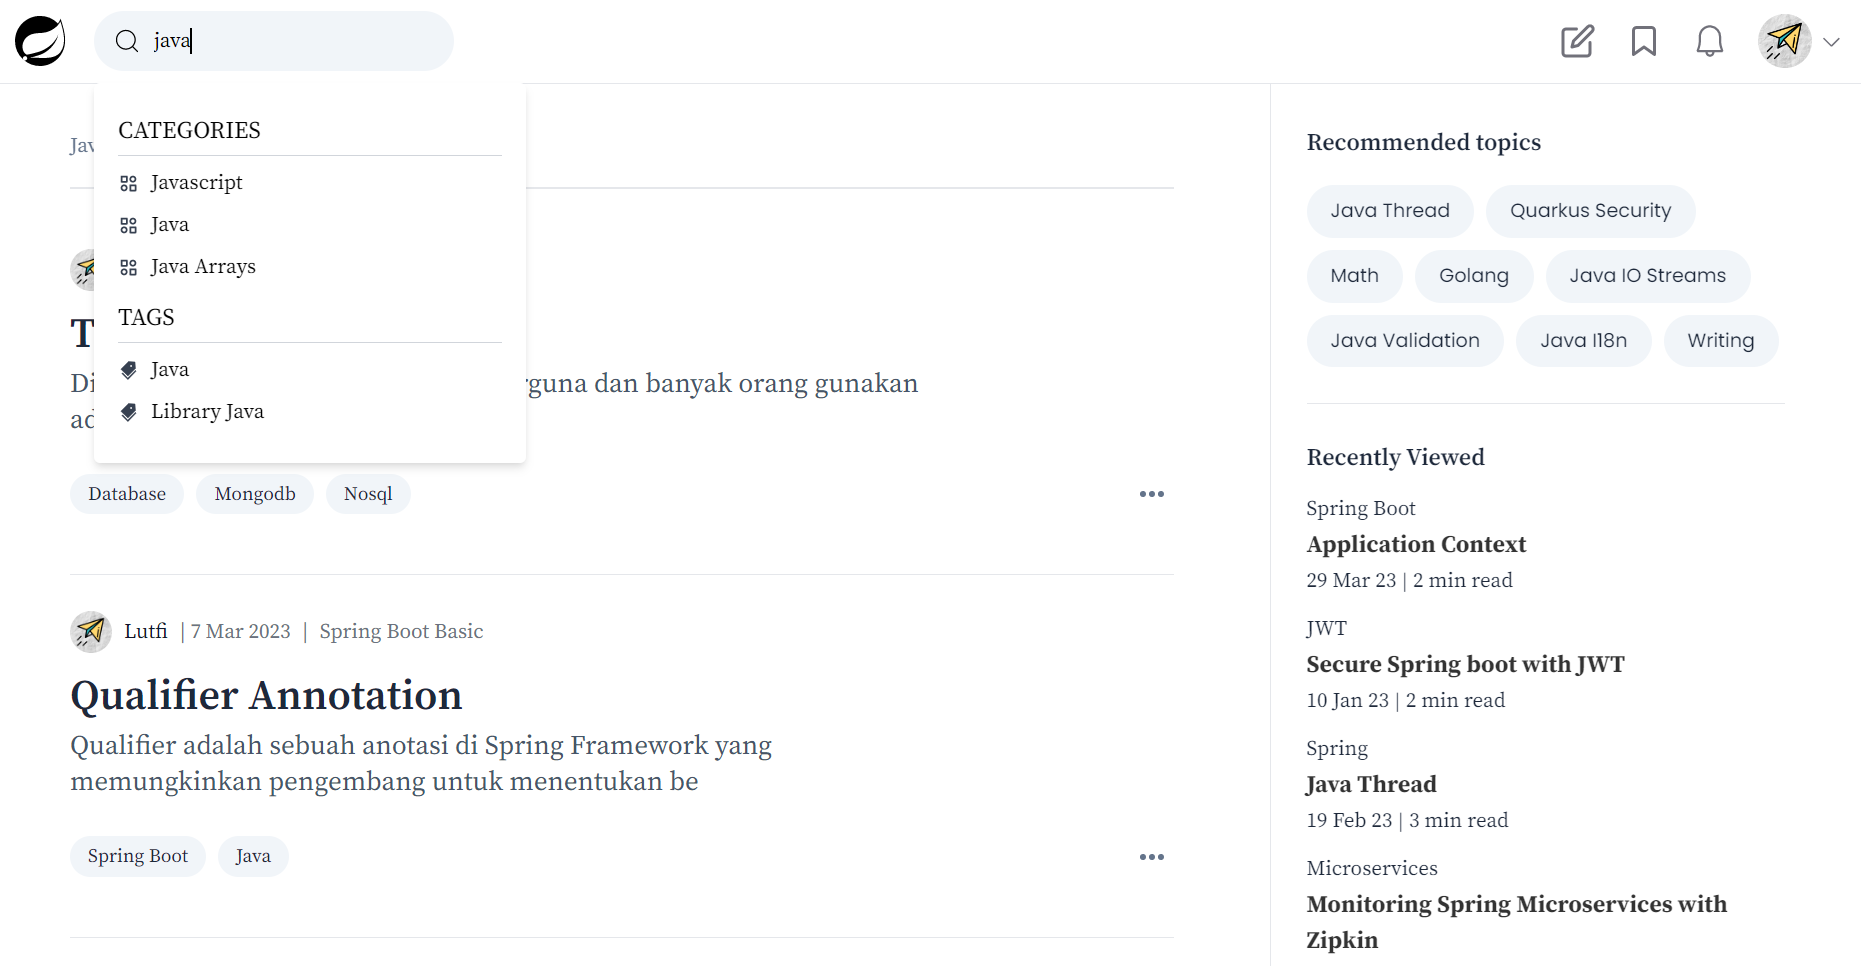 java
CATEGORIES
Javascript
Java
Java Arrays
TAGS
Java
Library Java
rguna dan banyak orang gunakan
Database
Mongodb
Nosql
Lutfi | 7 Mar 2023 | Spring Boot Basic
Qualifier Annotation
Qualifier adalah sebuah anotasi di Spring Framework yang
memungkinkan pengembang untuk menentukan be
Spring Boot
Java
Recommended topics
Java Thread
Quarkus Security
Math
Golang
Java IO Streams
Java Validation
Java I18n
Writing
Recently Viewed
Spring Boot
Application Context
29 Mar 23 | 2 min read
JWT
Secure Spring boot with JWT
10 Jan 23 | 2 min read
Spring
Java Thread
19 Feb 23 | 3 min read
Microservices
Monitoring Spring Microservices with
Zipkin